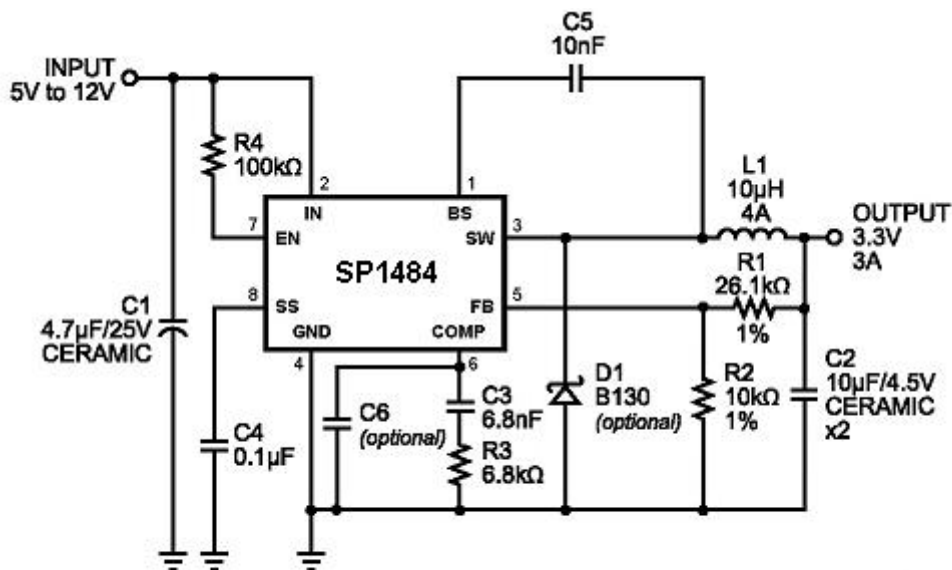 C5
10nF
INPUT
5V to 12V
R4
100kΩ
2
1
L1
10µH
4A
IN
BS
7
EN
SW
3
OUTPUT
3.3V
3A
SP1484
R1
26.1kΩ
1%
8
SS
FB
5
C1
4.7µF/25V
CERAMIC
GND
COMP
4
6
C6
(optional)
C3
6.8nF
R3
6.8kΩ
D1
B130
(optional)
R2
10kΩ
1%
C2
10µF/4.5V
CERAMIC
x2
C4
0.1µF